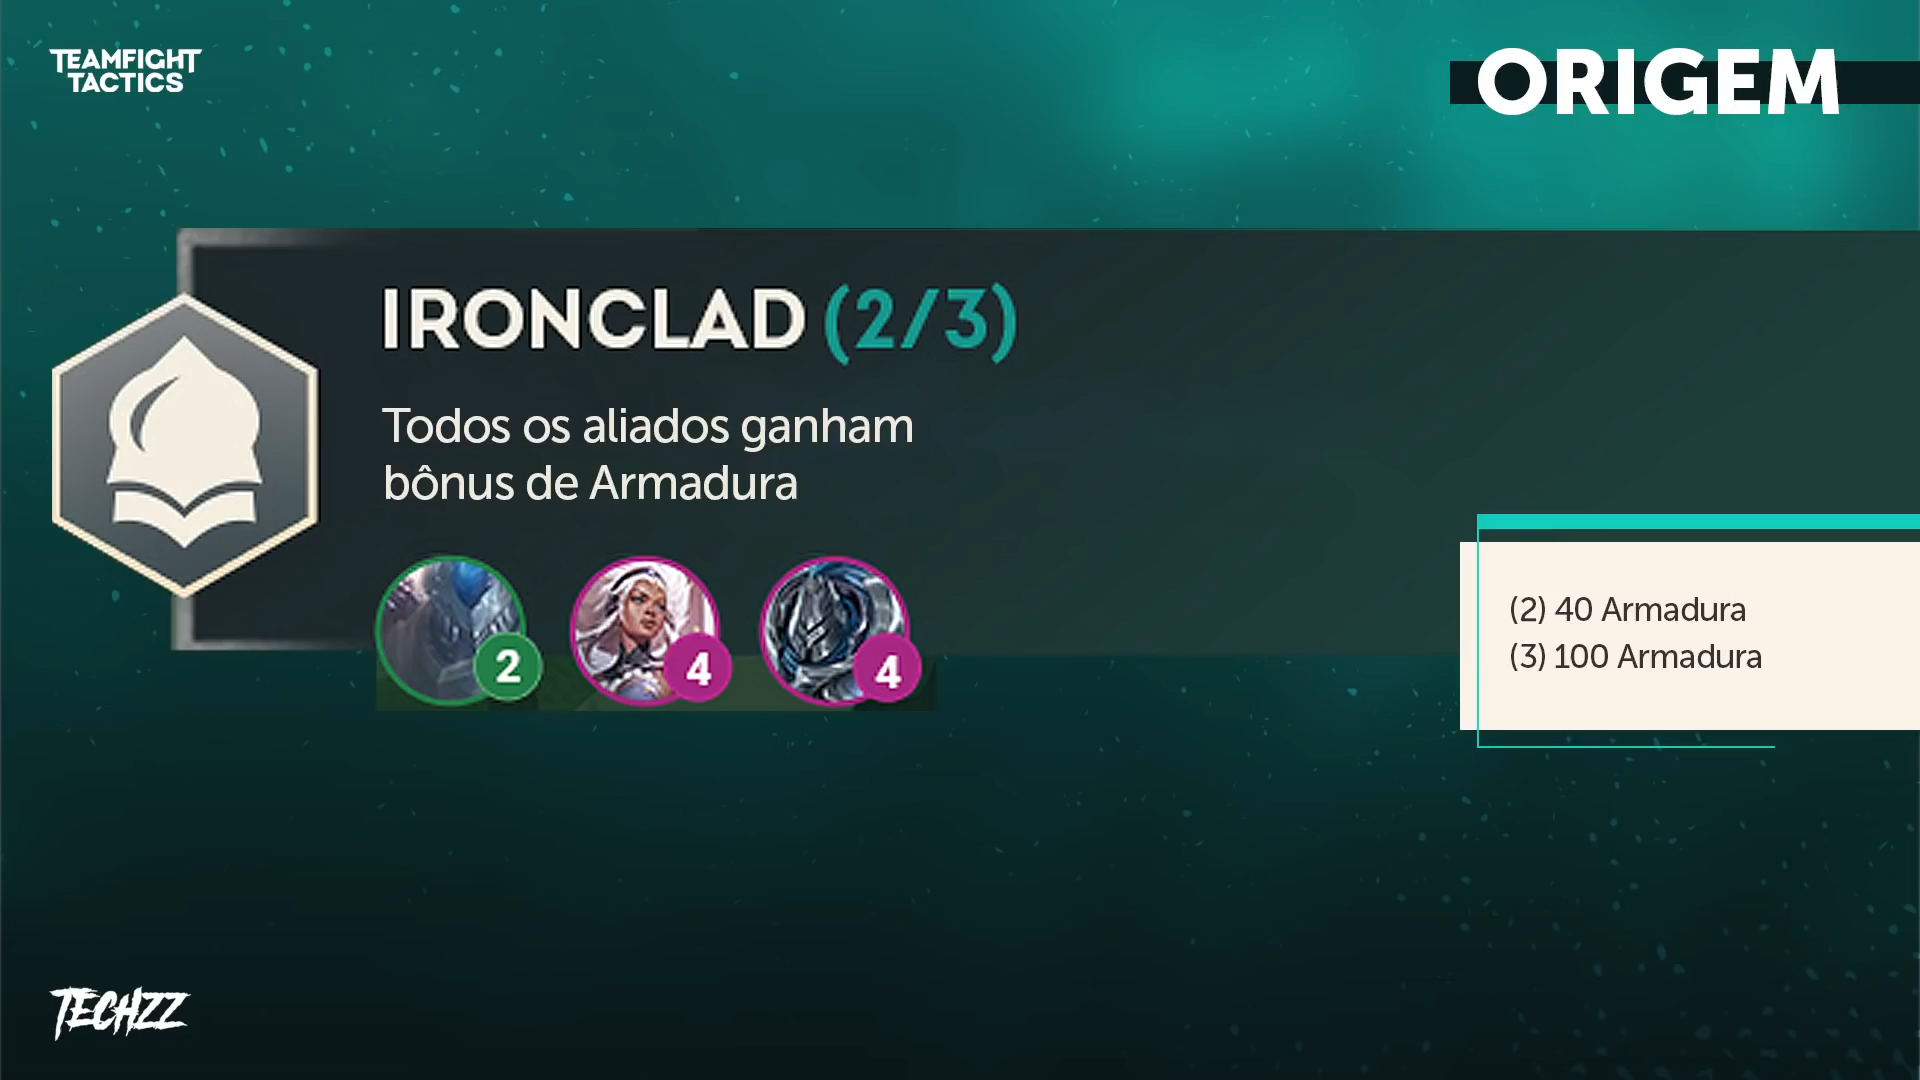 TEAMFIGHT
TACTICS
ORIGEM
IRONCLAD (2/3)
Todos os aliados ganham
bônus de Armadura
2
4
4
(2) 40 Armadura
(3) 100 Armadura
TECHZZ